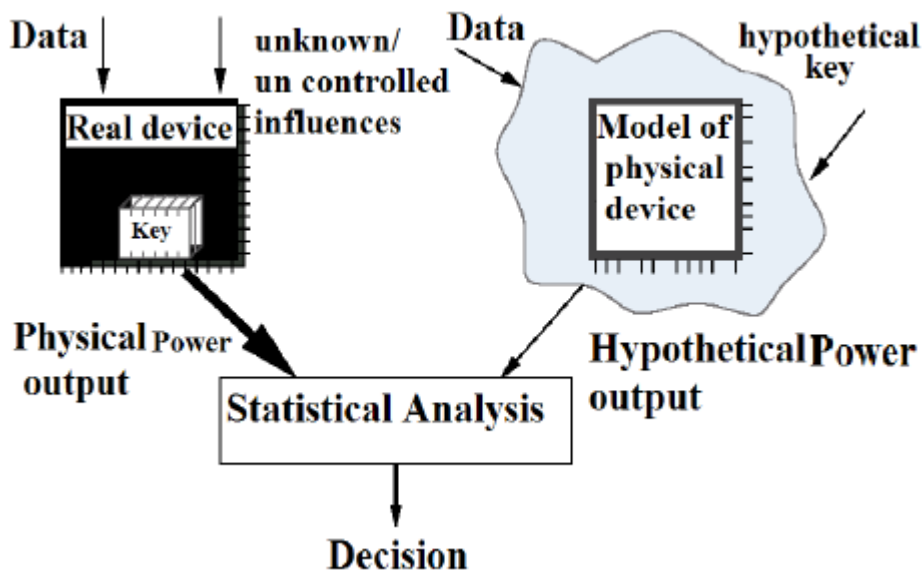 Data
unknown/
un controlled
influences
Real device
Key
Physical Power
output
Data
hypothetical
key
Model of
physical
device
Hypothetical Power
output
Statistical Analysis
Decision